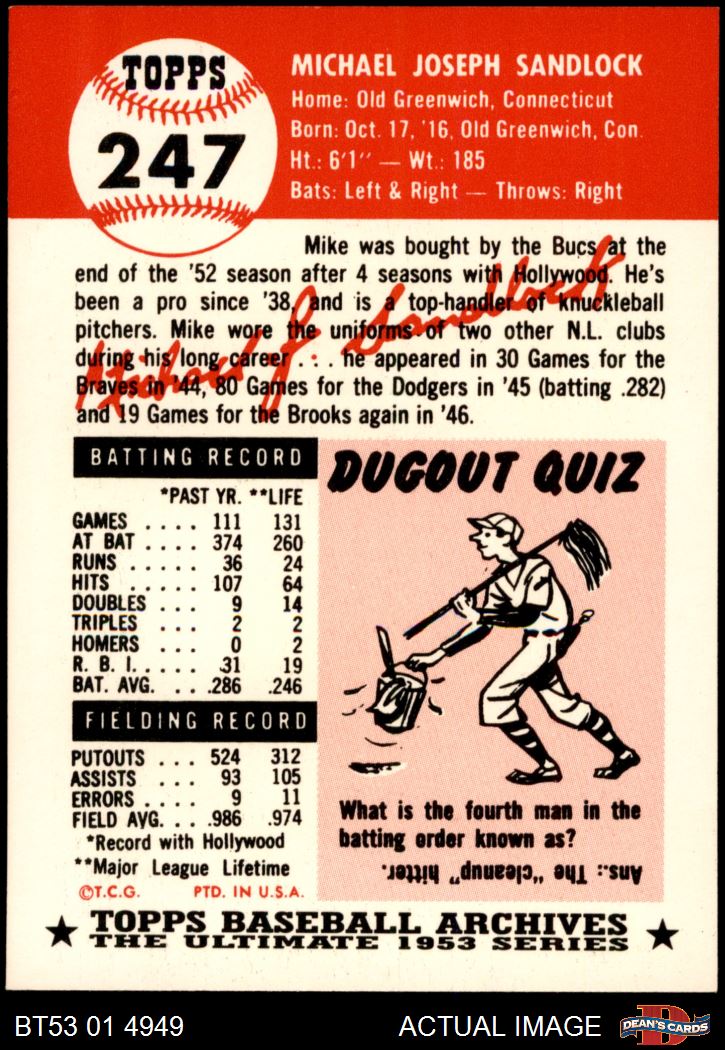 TOPPS
247
MICHAEL JOSEPH SANDLOCK
Home: Old Greenwich, Connecticut
Born: Oct. 17, '16, Old Greenwich, Con.
Ht.: 6'1" — Wt.: 185
Bats: Left & Right — Throws: Right
Mike was bought by the Bucs at the
end of the '52 season after 4 seasons with Hollywood. He's
been a pro since '38, and is a top-handler of knuckleball
pitchers. Mike wore the uniforms of two other N.L. clubs
during his long career . . . he appeared in 30 Games for the
Braves in '44, 80 Games for the Dodgers in '45 (batting .282)
and 19 Games for the Brooks again in '46.
Michael J. Sandlock
BATTING RECORD
*PAST YR. **LIFE
GAMES . . . . 111 131
AT BAT . . . . 374 260
RUNS . . . . . 36 24
HITS . . . . . 107 64
DOUBLES . . . 9 14
TRIPLES . . . 2 2
HOMERS . . . 0 2
R. B. I. . . . . 31 19
BAT. AVG. . . .286 .246
FIELDING RECORD
PUTOUTS . . . 524 312
ASSISTS . . . . 93 105
ERRORS . . . . 9 11
FIELD AVG. . . .986 .974
*Record with Hollywood
**Major League Lifetime
©T.C.G. PTD. IN U.S.A.
DUGOUT QUIZ
What is the fourth man in the
batting order known as?
Ans.: The "cleanup" hitter.
TOPPS BASEBALL ARCHIVES
THE ULTIMATE 1953 SERIES
BT53 01 4949 ACTUAL IMAGE
D
DEAN'S CARDS